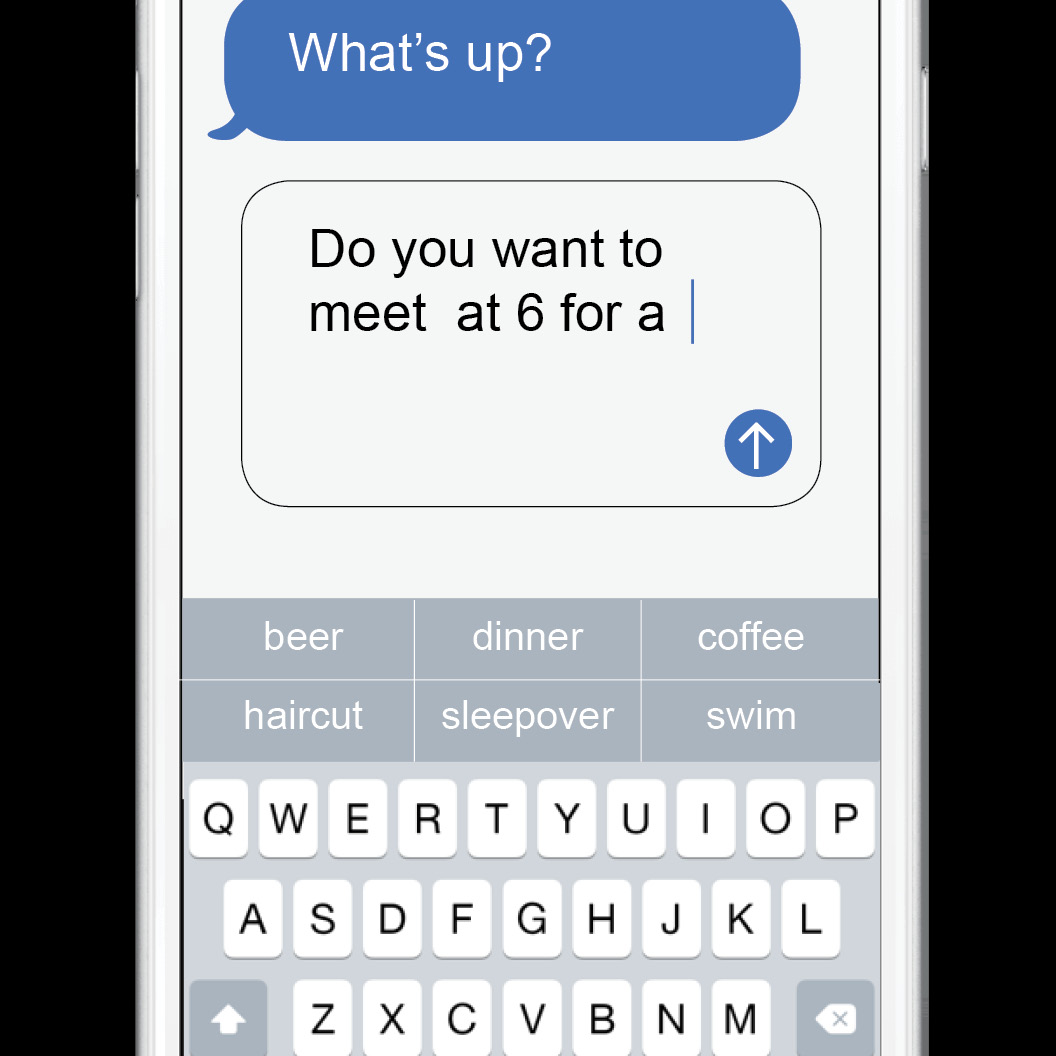 What’s up?
Do you want to
meet  at 6 for a
beer dinner coffee
haircut sleepover swim
Q W E R T Y U I O P
A S D F G H J K L
Z X C V B N M